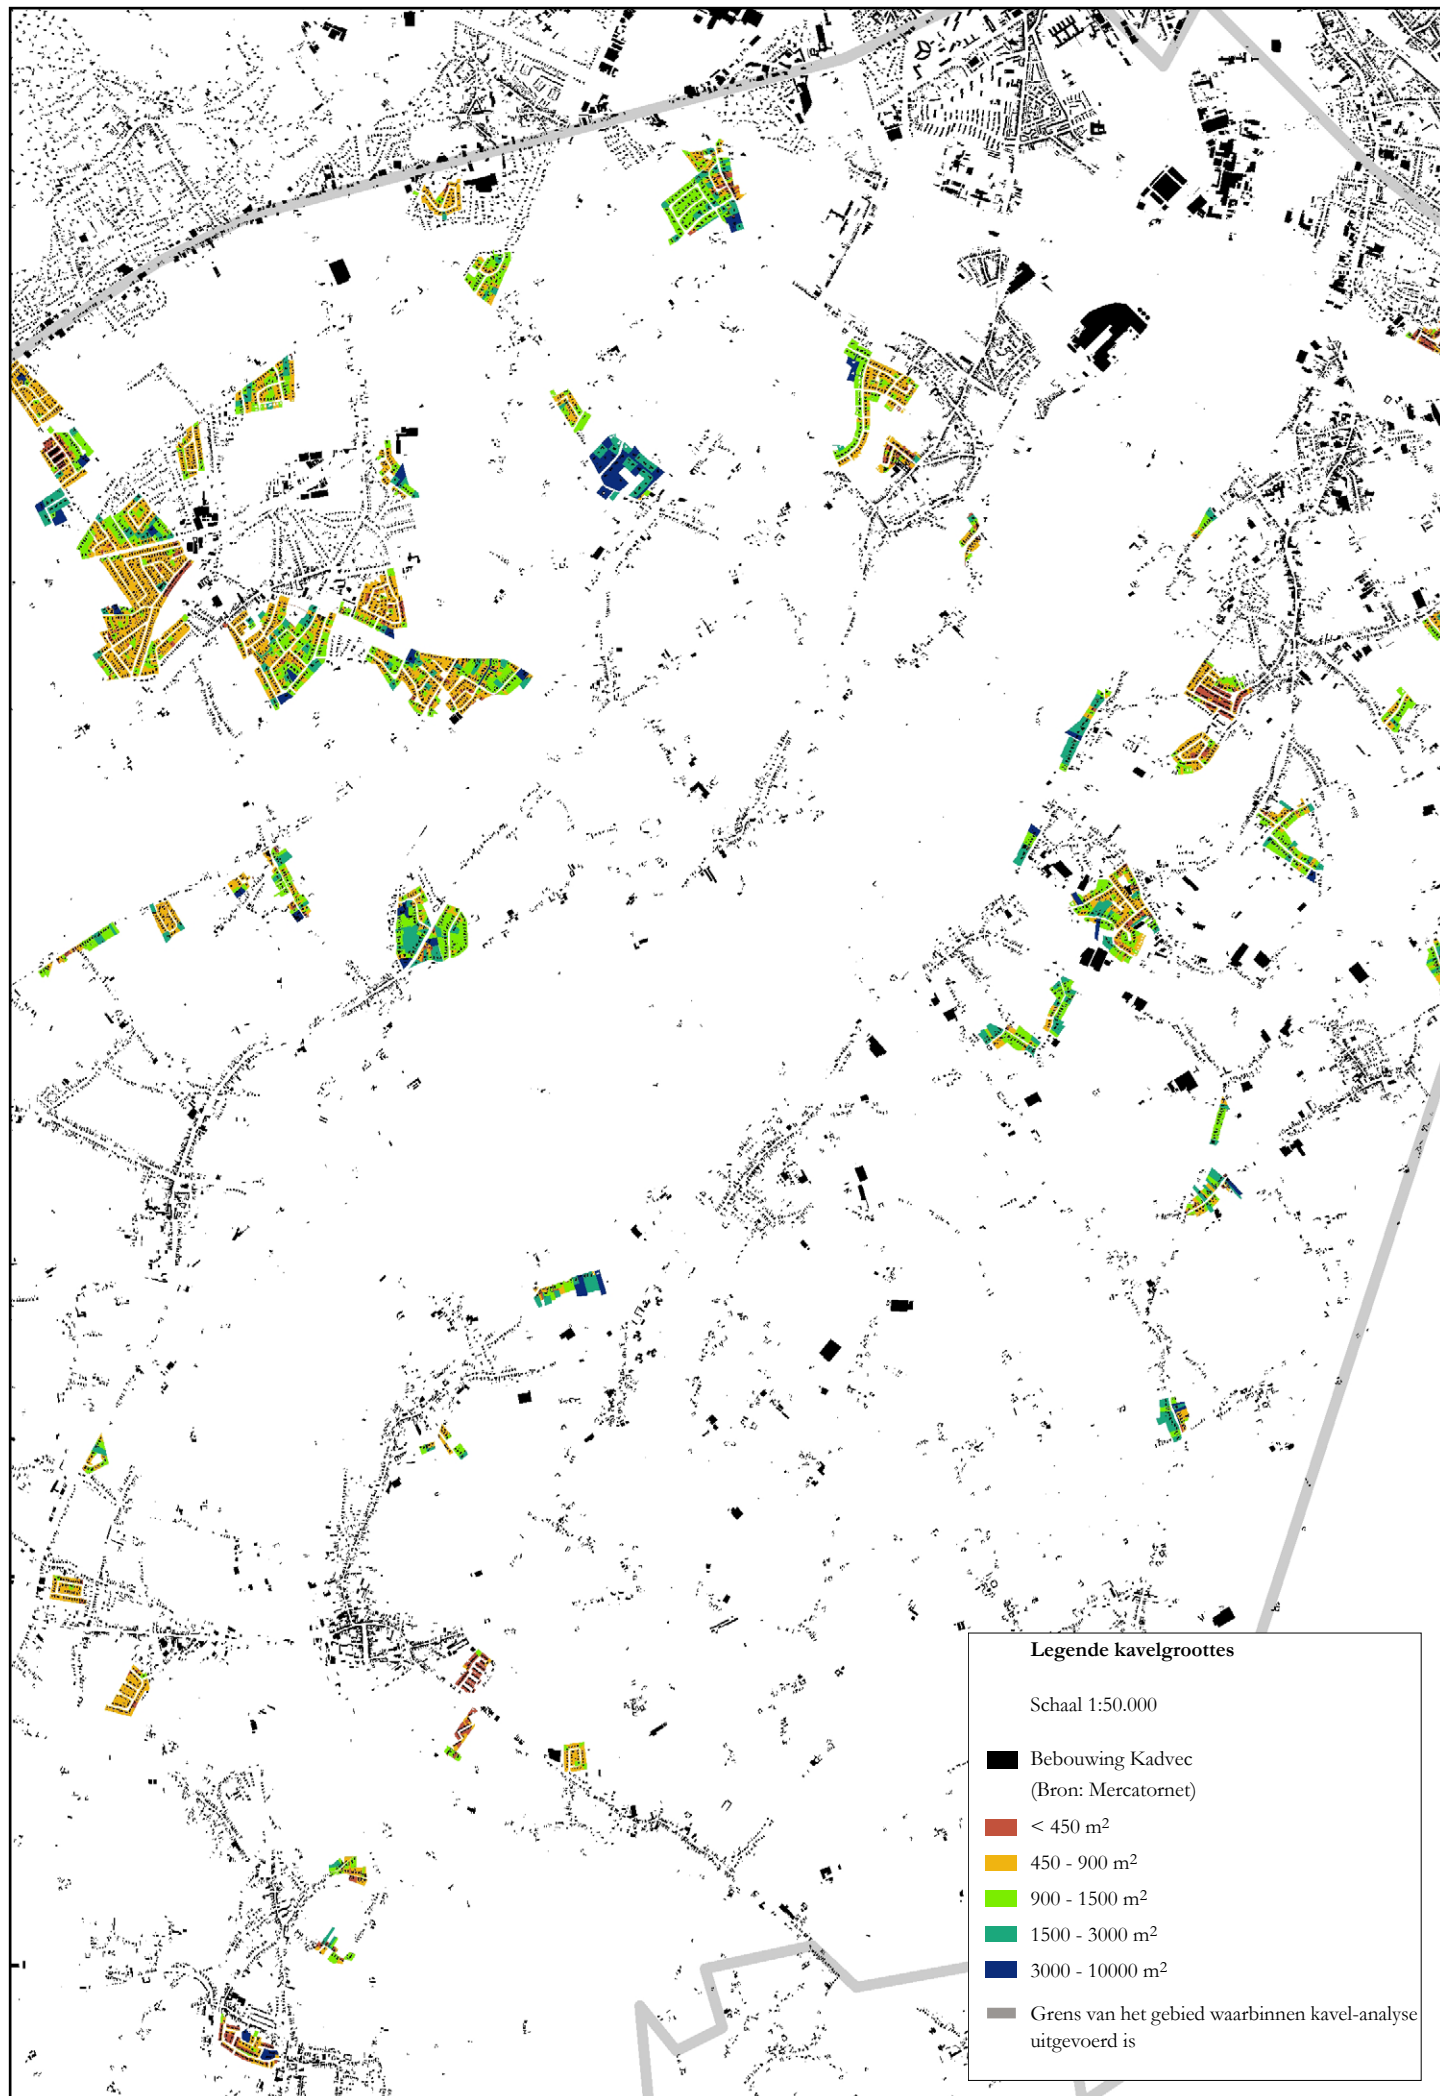 Legende kavelgroottes
Schaal 1:50.000
Bebouwing Kadvec
(Bron: Mercatornet)
< 450 m²
450 - 900 m²
900 - 1500 m²
1500 - 3000 m²
3000 - 10000 m²
Grens van het gebied waarbinnen kavel-analyse
uitgevoerd is